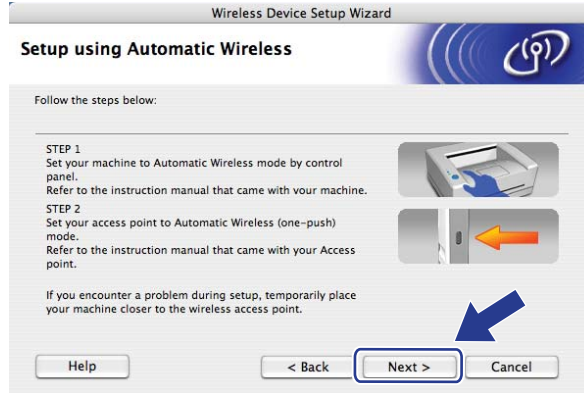 Wireless Device Setup Wizard
Setup using Automatic Wireless
Follow the steps below:
STEP 1
Set your machine to Automatic Wireless mode by control
panel.
Refer to the instruction manual that came with your machine.
STEP 2
Set your access point to Automatic Wireless (one-push)
mode.
Refer to the instruction manual that came with your Access
point.
If you encounter a problem during setup, temporarily place
your machine closer to the wireless access point.
Help
< Back
Next >
Cancel